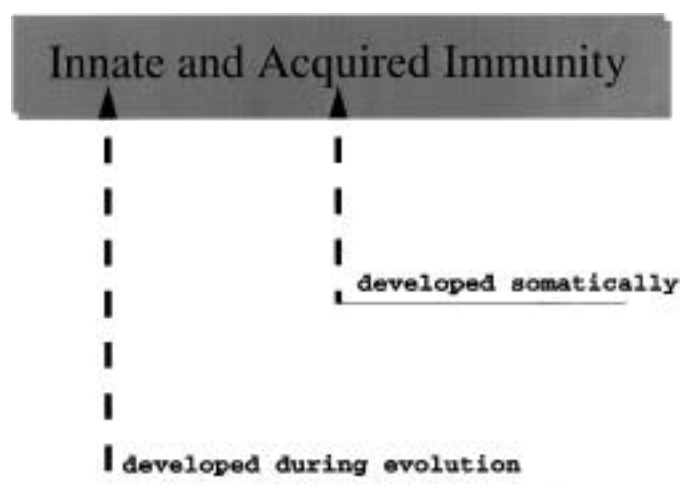 Innate and Acquired Immunity
developed somatically
developed during evolution